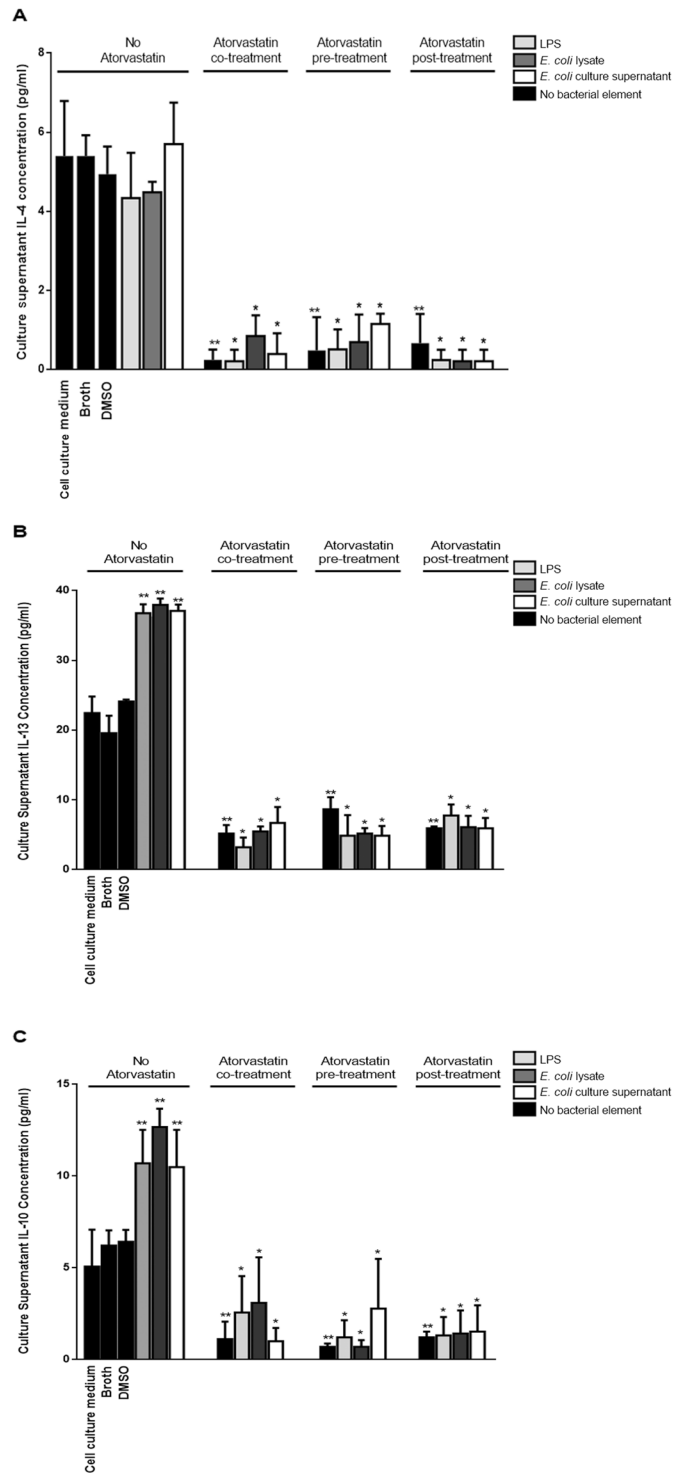 A
No
Atorvastatin
Atorvastatin
co-treatment
Atorvastatin
pre-treatment
Atorvastatin
post-treatment
LPS
E. coli lysate
E. coli culture supernatant
No bacterial element
Culture supernatant IL-4 concentration (pg/ml)
8
6
4
2
0
** * * *
** * * *
** * * *
Cell culture medium
Broth
DMSO
B
No
Atorvastatin
Atorvastatin
co-treatment
Atorvastatin
pre-treatment
Atorvastatin
post-treatment
LPS
E. coli lysate
E. coli culture supernatant
No bacterial element
Culture Supernatant IL-13 Concentration (pg/ml)
40
30
20
10
0
** ** **
** * * *
** * * *
** * * *
Cell culture medium
Broth
DMSO
C
No
Atorvastatin
Atorvastatin
co-treatment
Atorvastatin
pre-treatment
Atorvastatin
post-treatment
LPS
E. coli lysate
E. coli culture supernatant
No bacterial element
Culture Supernatant IL-10 Concentration (pg/ml)
15
10
5
0
** ** **
** * * *
** * * *
** * * *
Cell culture medium
Broth
DMSO